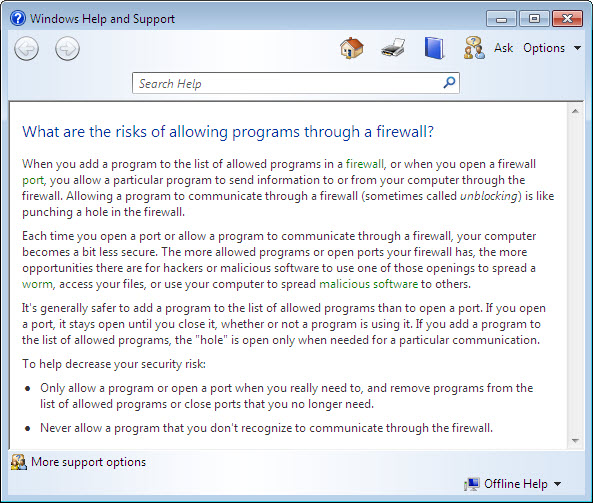 Windows Help and Support
Ask Options
Search Help
What are the risks of allowing programs through a firewall?
When you add a program to the list of allowed programs in a firewall, or when you open a firewall
port, you allow a particular program to send information to or from your computer through the
firewall. Allowing a program to communicate through a firewall (sometimes called unblocking) is like
punching a hole in the firewall.
Each time you open a port or allow a program to communicate through a firewall, your computer
becomes a bit less secure. The more allowed programs or open ports your firewall has, the more
opportunities there are for hackers or malicious software to use one of those openings to spread a
worm, access your files, or use your computer to spread malicious software to others.
It's generally safer to add a program to the list of allowed programs than to open a port. If you open
a port, it stays open until you close it, whether or not a program is using it. If you add a program to
the list of allowed programs, the "hole" is open only when needed for a particular communication.
To help decrease your security risk:
• Only allow a program or open a port when you really need to, and remove programs from the
list of allowed programs or close ports that you no longer need.
• Never allow a program that you don't recognize to communicate through the firewall.
More support options
Offline Help